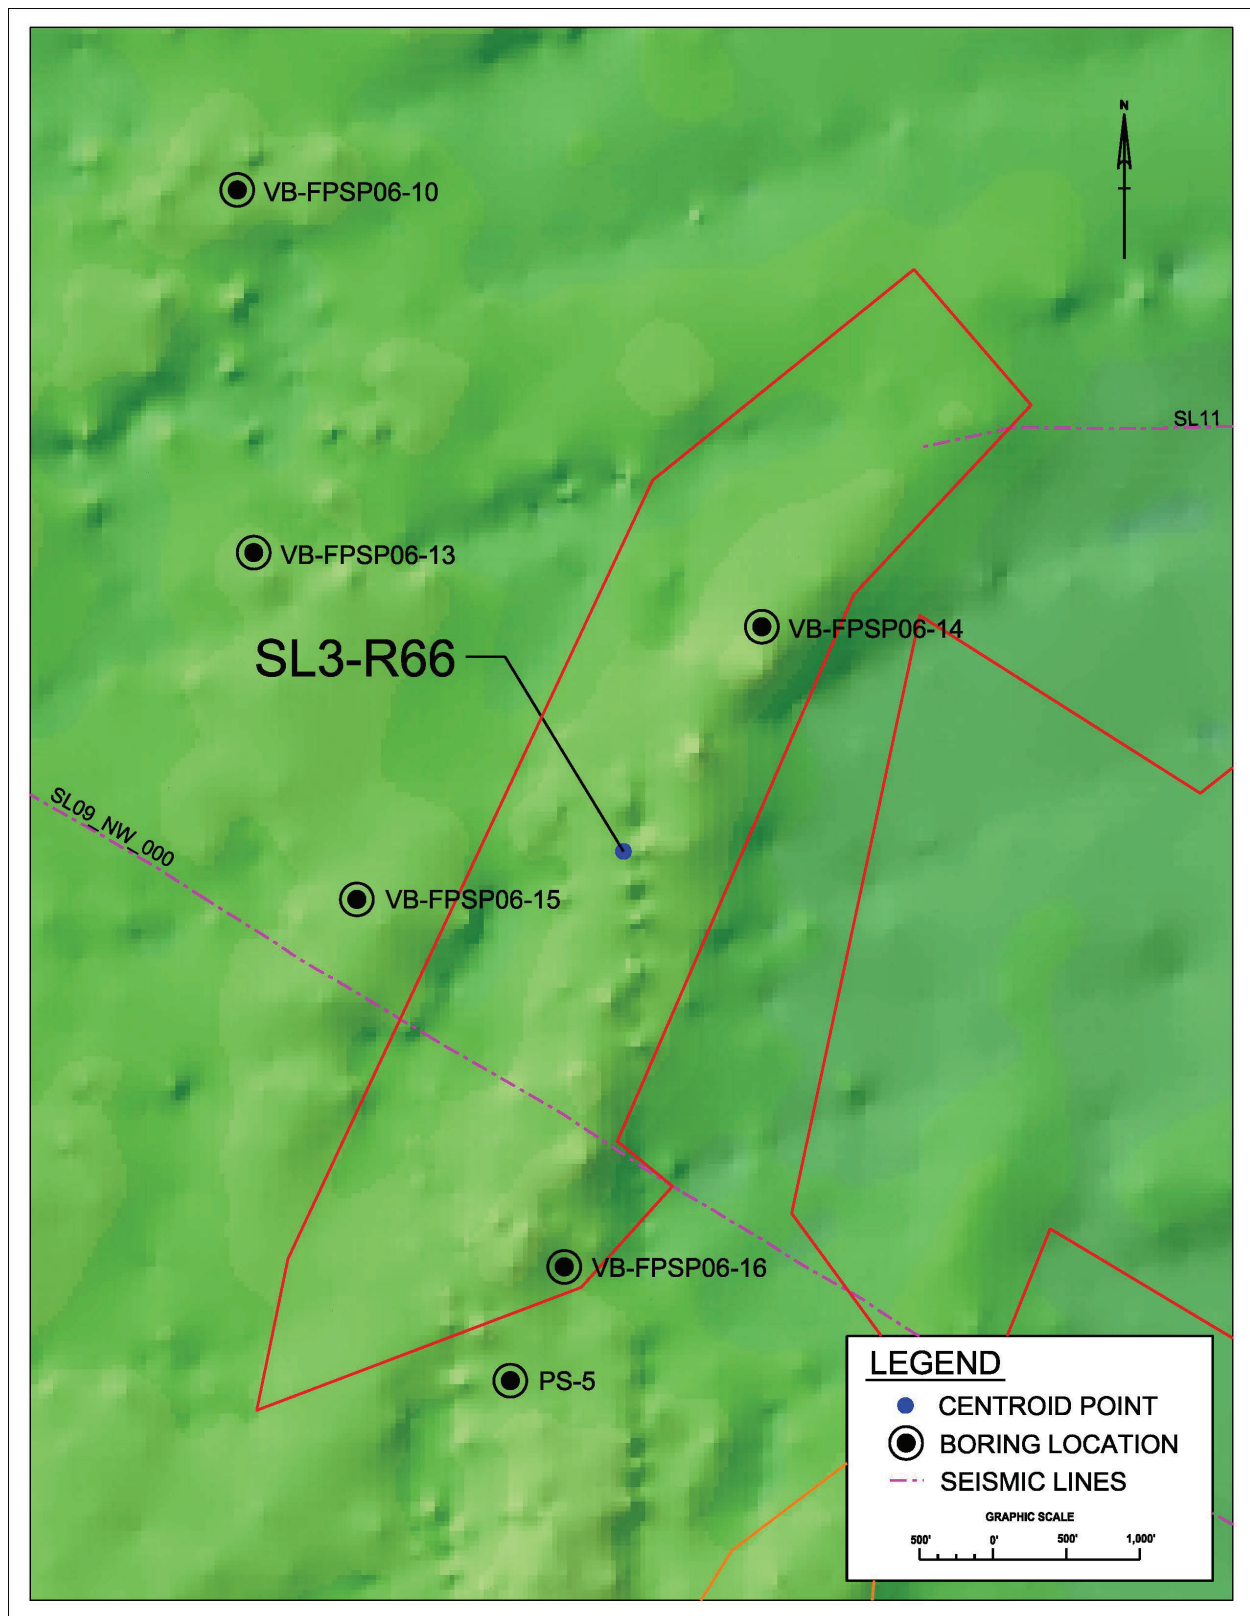 N
VB-FPSP06-10
SL11
VB-FPSP06-13
VB-FPSP06-14
SL3-R66
SL09_NW_000
VB-FPSP06-15
VB-FPSP06-16
PS-5
LEGEND
CENTROID POINT
BORING LOCATION
SEISMIC LINES
GRAPHIC SCALE
500' 0' 500' 1,000'